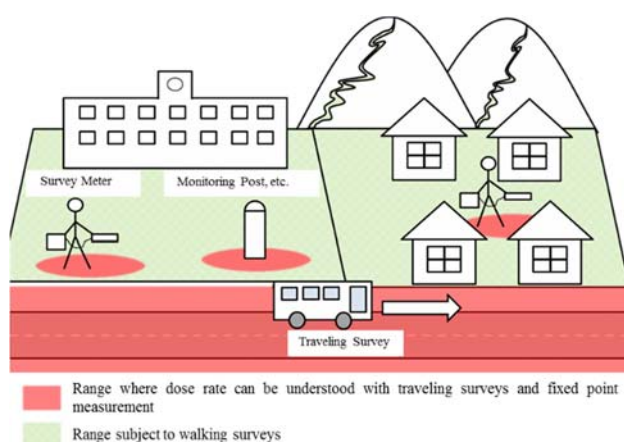 Survey Meter
Monitoring Post, etc.
Traveling Survey
Range where dose rate can be understood with traveling surveys and fixed point
measurement
Range subject to walking surveys